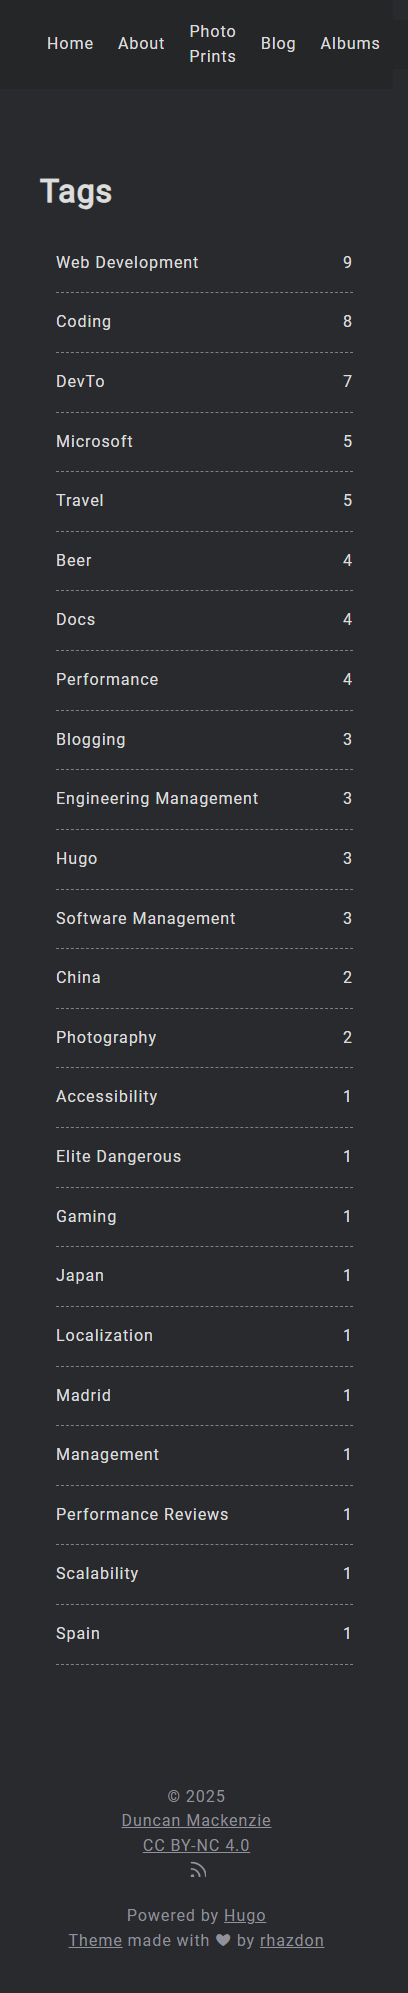 Home About Photo Prints Blog Albums
Tags
Web Development 9
Coding 8
DevTo 7
Microsoft 5
Travel 5
Beer 4
Docs 4
Performance 4
Blogging 3
Engineering Management 3
Hugo 3
Software Management 3
China 2
Photography 2
Accessibility 1
Elite Dangerous 1
Gaming 1
Japan 1
Localization 1
Madrid 1
Management 1
Performance Reviews 1
Scalability 1
Spain 1
© 2025
Duncan Mackenzie
CC BY-NC 4.0
Powered by Hugo
Theme made with ❤ by rhazdon